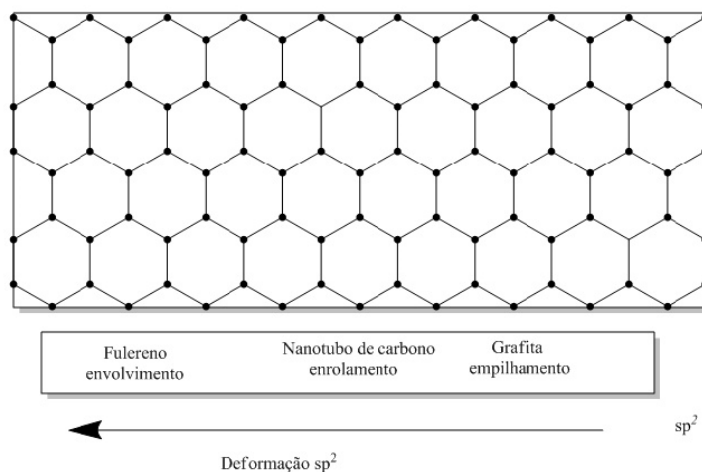 Fulereno
envolvimento
Nanotubo de carbono
enrolamento
Grafita
empilhamento
sp²
Deformação sp²